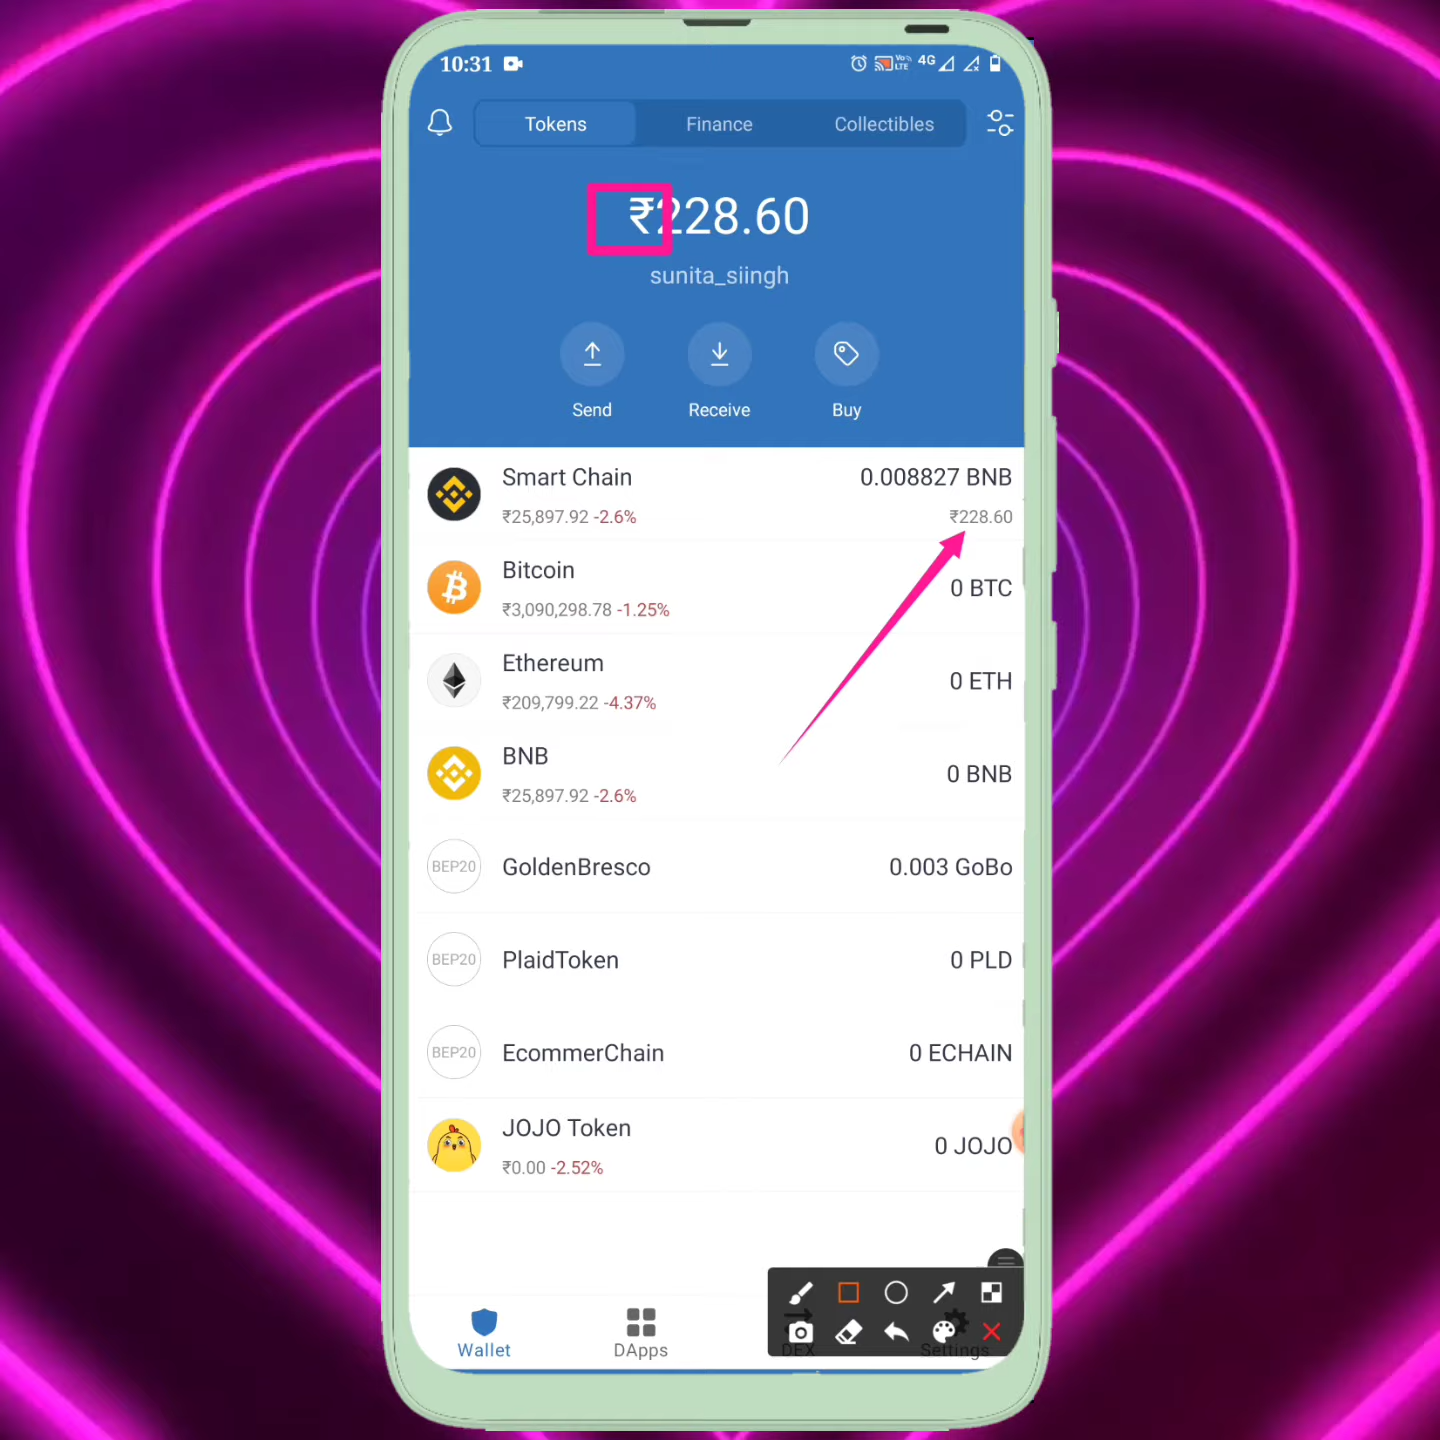 10:31
VoLTE 4G
Tokens Finance Collectibles
₹228.60
sunita_siingh
Send Receive Buy
Smart Chain 0.008827 BNB
₹25,897.92 -2.6% ₹228.60
Bitcoin 0 BTC
₹3,090,298.78 -1.25%
Ethereum 0 ETH
₹209,799.22 -4.37%
BNB 0 BNB
₹25,897.92 -2.6%
BEP20 GoldenBresco 0.003 GoBo
BEP20 PlaidToken 0 PLD
BEP20 EcommerChain 0 ECHAIN
JOJO Token 0 JOJO
₹0.00 -2.52%
Wallet DApps DEX Settings